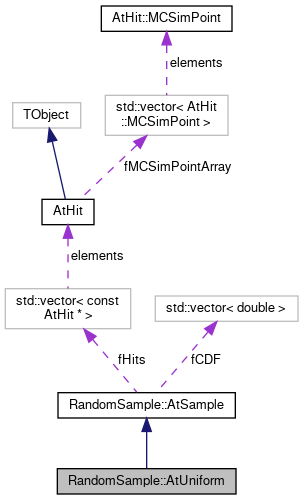 AtHit::MCSimPoint
elements
TObject
std::vector< AtHit
::MCSimPoint >
fMCSimPointArray
AtHit
elements
std::vector< const
AtHit * >
std::vector< double >
fHits
fCDF
RandomSample::AtSample
RandomSample::AtUniform